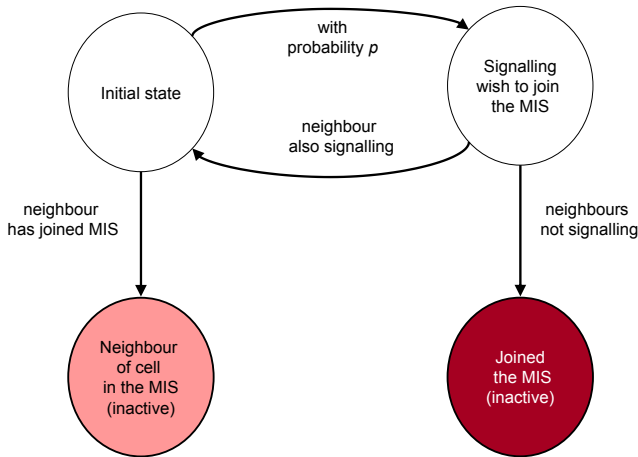 with
probability p
Initial state
Signalling
wish to join
the MIS
neighbour
also signalling
neighbour
has joined MIS
neighbours
not signalling
Neighbour
of cell
in the MIS
(inactive)
Joined
the MIS
(inactive)